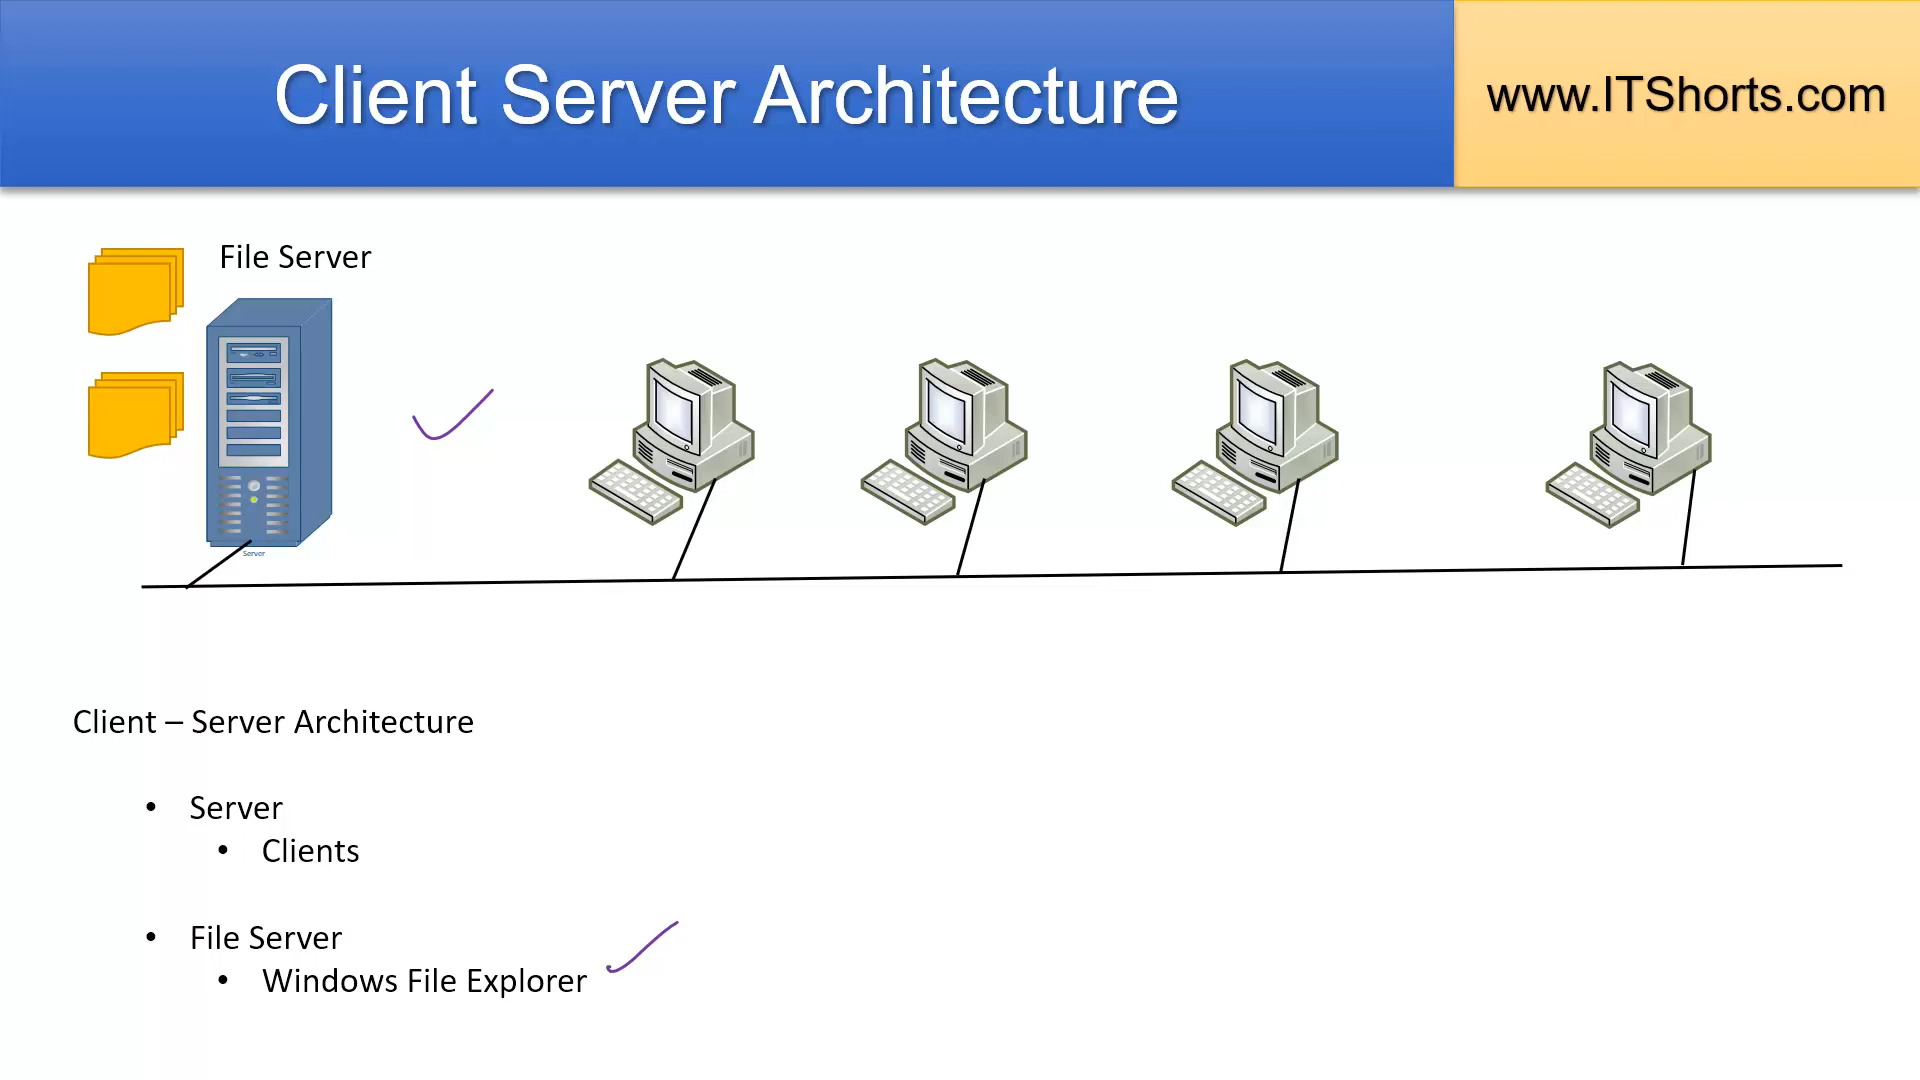 Client Server Architecture
www.ITShorts.com
File Server
Server
Client – Server Architecture
• Server
• Clients
• File Server
• Windows File Explorer